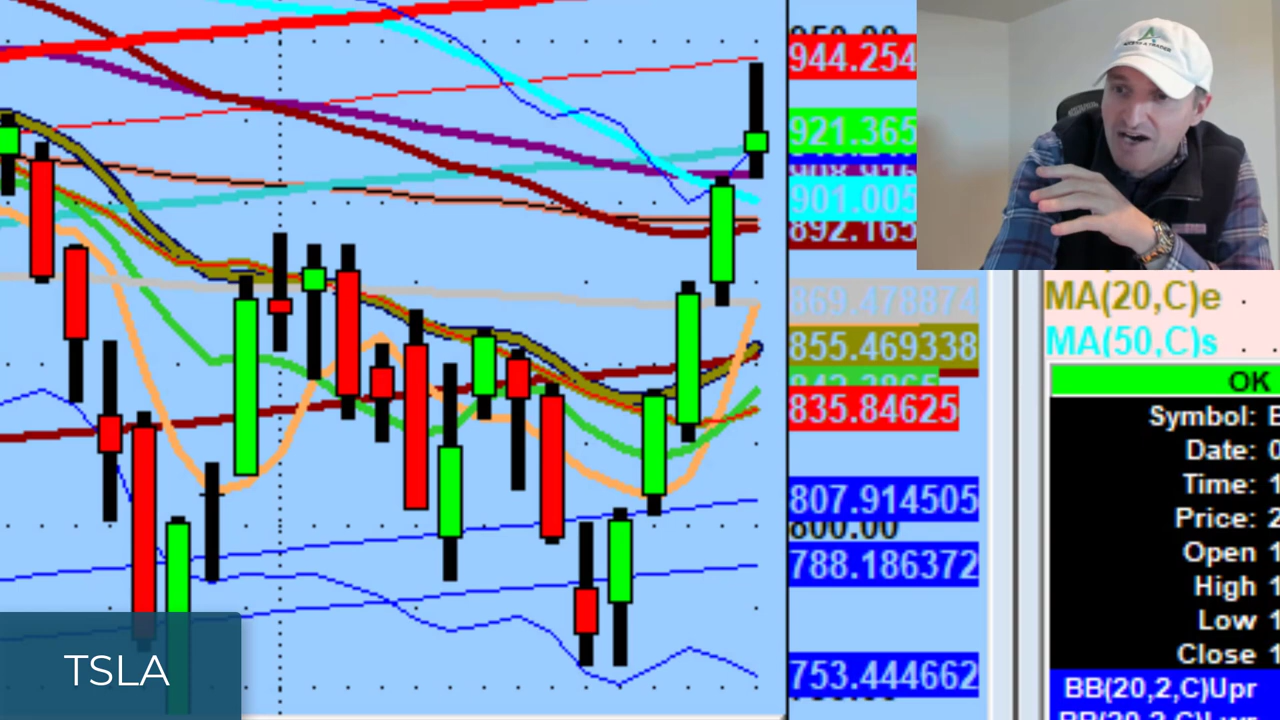 944.254
921.365
901.005
892.165
869.478874
855.469338
835.84625
807.914505
800.00
788.186372
753.444662
MA(20,C)e
MA(50,C)s
OK
Symbol:
Date:
Time:
Price:
Open
High
Low
Close
BB(20,2,C)Upr
TSLA